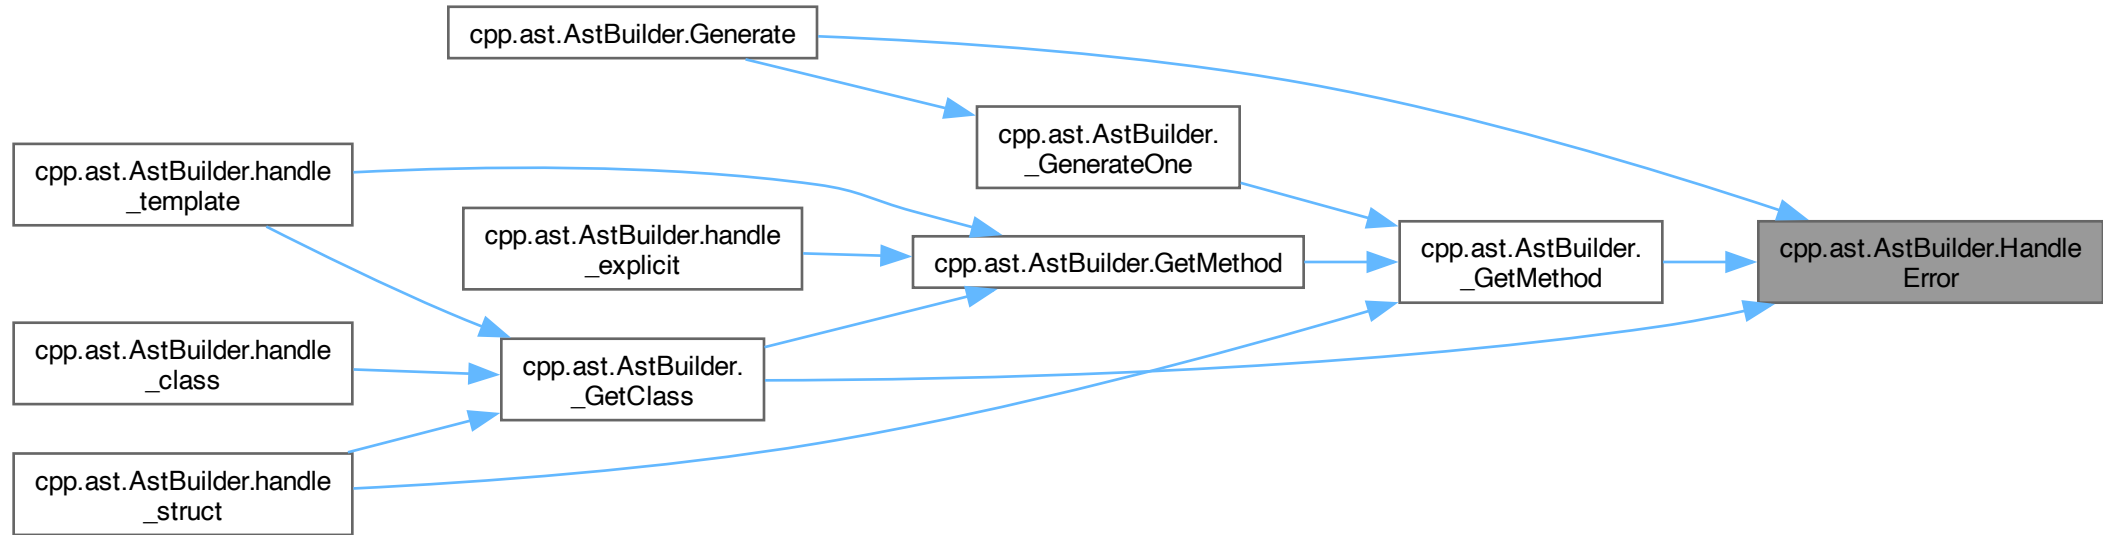 cpp.ast.AstBuilder.Generate
cpp.ast.AstBuilder.
_GenerateOne
cpp.ast.AstBuilder.handle
_template
cpp.ast.AstBuilder.handle
_explicit
cpp.ast.AstBuilder.GetMethod
cpp.ast.AstBuilder.
_GetMethod
cpp.ast.AstBuilder.Handle
Error
cpp.ast.AstBuilder.handle
_class
cpp.ast.AstBuilder.
_GetClass
cpp.ast.AstBuilder.handle
_struct